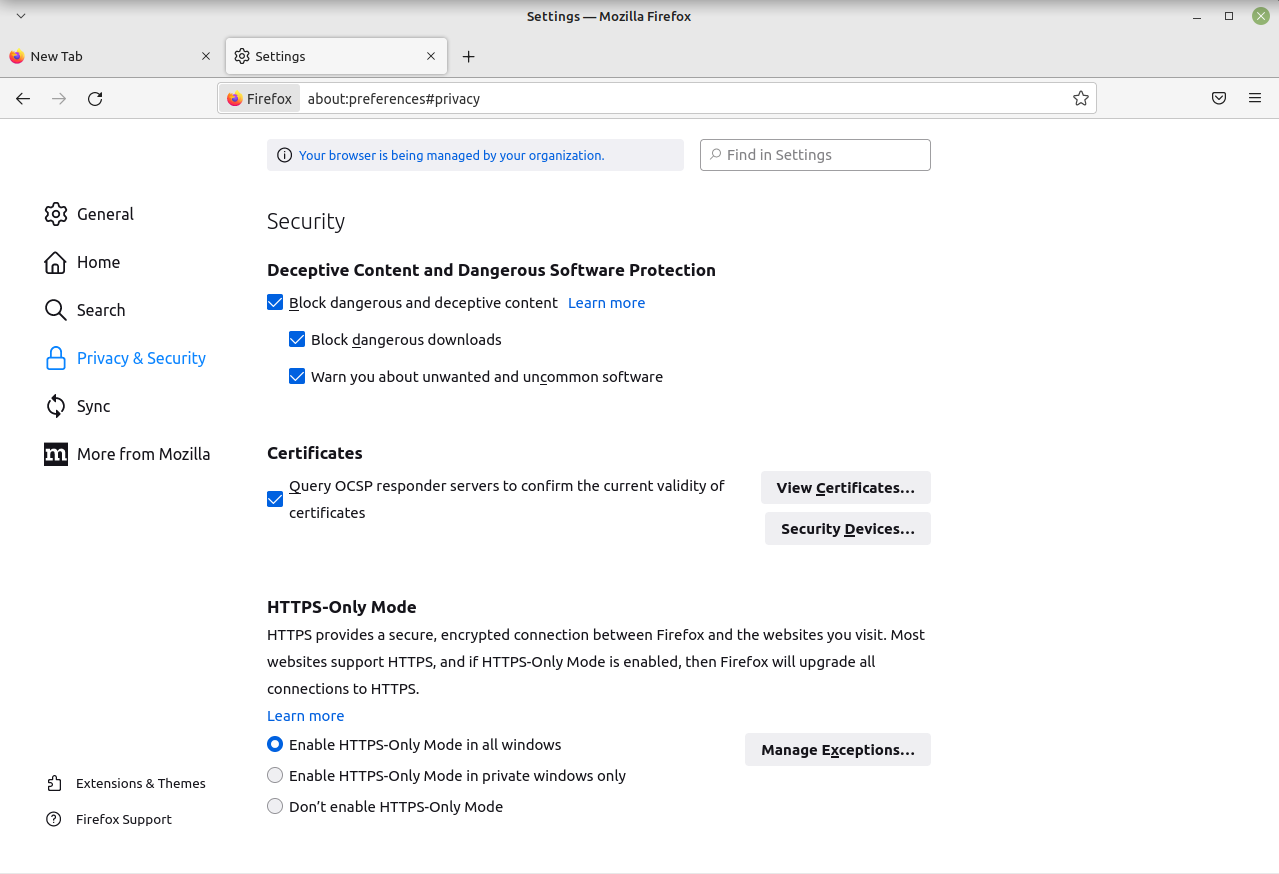 Settings — Mozilla Firefox
New Tab
Settings
Firefox about:preferences#privacy
Your browser is being managed by your organization.
Find in Settings
General
Home
Search
Privacy & Security
Sync
m More from Mozilla
Extensions & Themes
Firefox Support
Security
Deceptive Content and Dangerous Software Protection
Block dangerous and deceptive content Learn more
Block dangerous downloads
Warn you about unwanted and uncommon software
Certificates
Query OCSP responder servers to confirm the current validity of
certificates
View Certificates...
Security Devices...
HTTPS-Only Mode
HTTPS provides a secure, encrypted connection between Firefox and the websites you visit. Most
websites support HTTPS, and if HTTPS-Only Mode is enabled, then Firefox will upgrade all
connections to HTTPS.
Learn more
Enable HTTPS-Only Mode in all windows
Manage Exceptions...
Enable HTTPS-Only Mode in private windows only
Don’t enable HTTPS-Only Mode